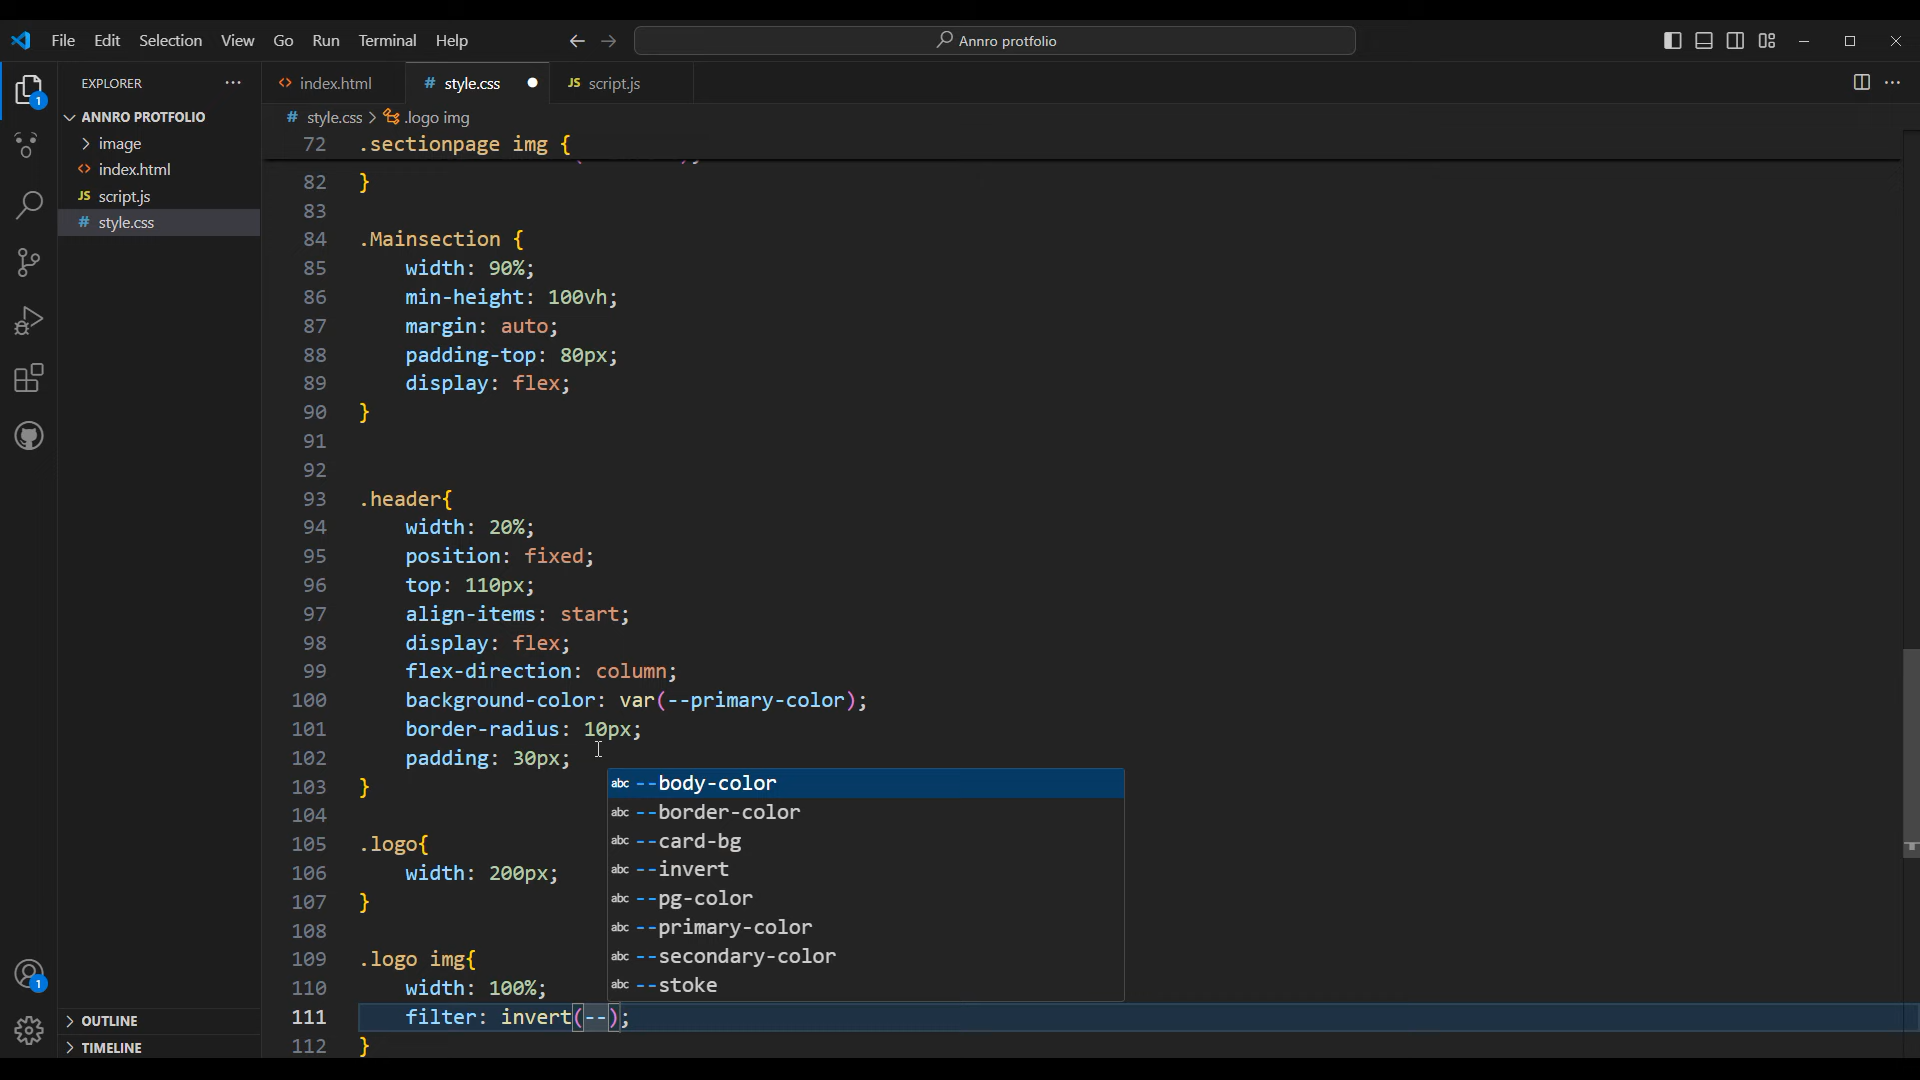 File Edit Selection View Go Run Terminal Help
Annro protfolio
EXPLORER
index.html
# style.css
JS script.js
ANNRO PROTFOLIO
image
index.html
JS script.js
# style.css
1
1
# style.css > .logo img
72 .sectionpage img {
82 }
83
84 .Mainsection {
85 width: 90%;
86 min-height: 100vh;
87 margin: auto;
88 padding-top: 80px;
89 display: flex;
90 }
91
92
93 .header{
94 width: 20%;
95 position: fixed;
96 top: 110px;
97 align-items: start;
98 display: flex;
99 flex-direction: column;
100 background-color: var(--primary-color);
101 border-radius: 10px;
102 padding: 30px;
103 }
104
105 .logo{
106 width: 200px;
107 }
108
109 .logo img{
110 width: 100%;
111 filter: invert(--);
112 }
abc --body-color
abc --border-color
abc --card-bg
abc --invert
abc --pg-color
abc --primary-color
abc --secondary-color
abc --stoke
OUTLINE
TIMELINE